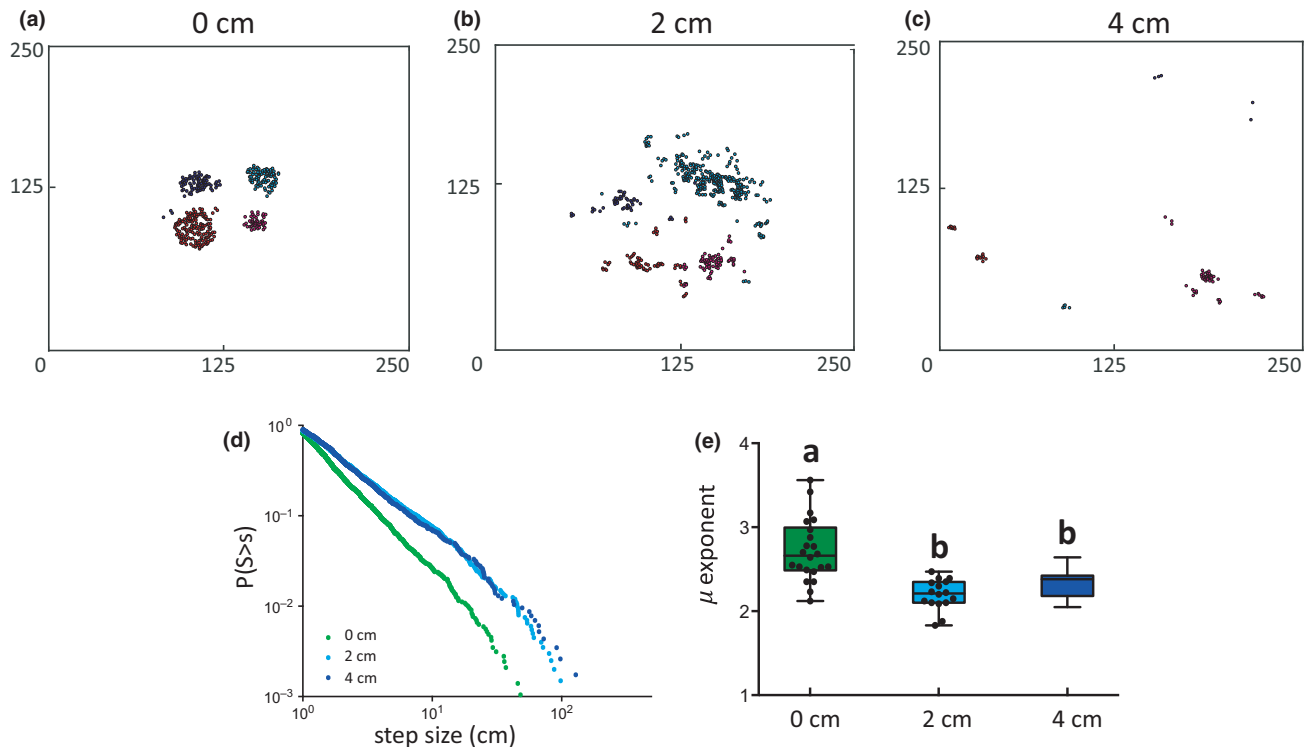 (a) 0 cm
250
125
0 125 250
(b) 2 cm
250
125
0 125 250
(c) 4 cm
250
125
0 125 250
(d)
P(S>s)
10⁰
10⁻¹
10⁻²
10⁻³
0 cm
2 cm
4 cm
10⁰ 10¹ 10²
step size (cm)
(e)
μ exponent
4
3
2
1
a
b
b
0 cm 2 cm 4 cm